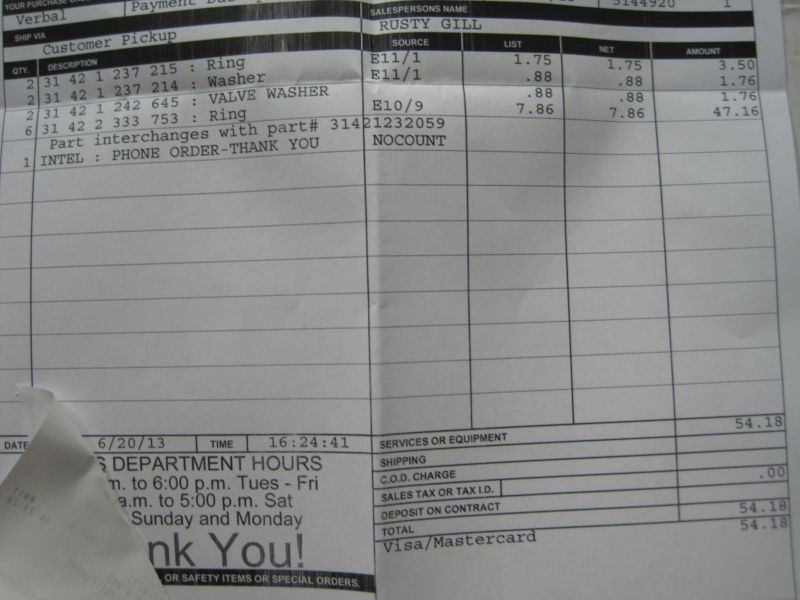 YOUR PURCHASE
Verbal
Payment
SALESPERSONS NAME
5144920 1
SHIP VIA
Customer Pickup
RUSTY GILL
QTY. DESCRIPTION SOURCE LIST NET AMOUNT
2 31 42 1 237 215 : Ring E11/1 1.75 1.75 3.50
2 31 42 1 237 214 : Washer E11/1 .88 .88 1.76
2 31 42 1 242 645 : VALVE WASHER .88 .88 1.76
6 31 42 2 333 753 : Ring E10/9 7.86 7.86 47.16
Part interchanges with part# 31421232059
1 INTEL : PHONE ORDER-THANK YOU NOCOUNT
54.18
DATE 6/20/13 TIME 16:24:41
SERVICES OR EQUIPMENT
SHIPPING
C.O.D. CHARGE .00
SALES TAX OR TAX I.D.
DEPOSIT ON CONTRACT 54.18
TOTAL 54.18
Visa/Mastercard
S DEPARTMENT HOURS
m. to 6:00 p.m. Tues - Fri
a.m. to 5:00 p.m. Sat
Sunday and Monday
nk You!
OR SAFETY ITEMS OR SPECIAL ORDERS.